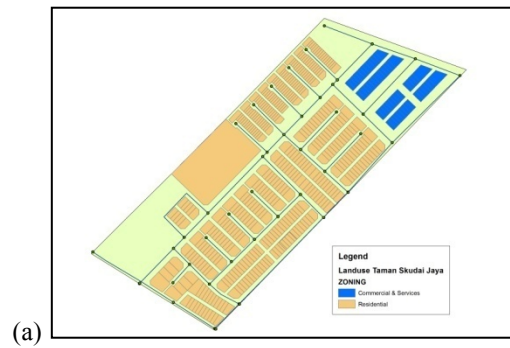 Legend
Landuse Taman Skudai Jaya
ZONING
Commercial & Services
Residential
(a)